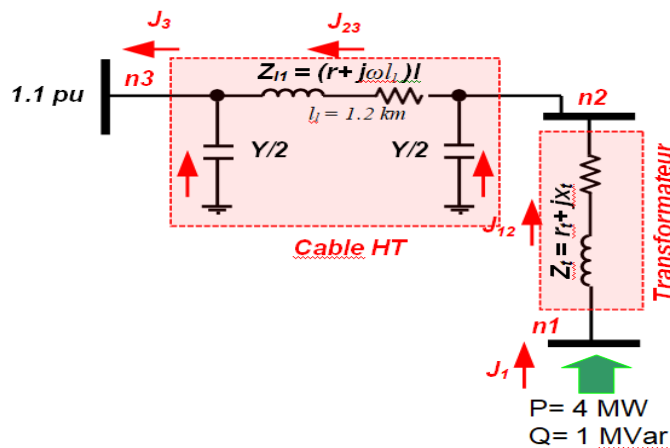 J3
J23
n3
Zl1 = (r+ jωl1)l
1.1 pu
l1 = 1.2 km
n2
Y/2
Y/2
J12
Zt = rt+ jxt
Transformateur
Cable HT
n1
J1
P= 4 MW
Q= 1 MVar